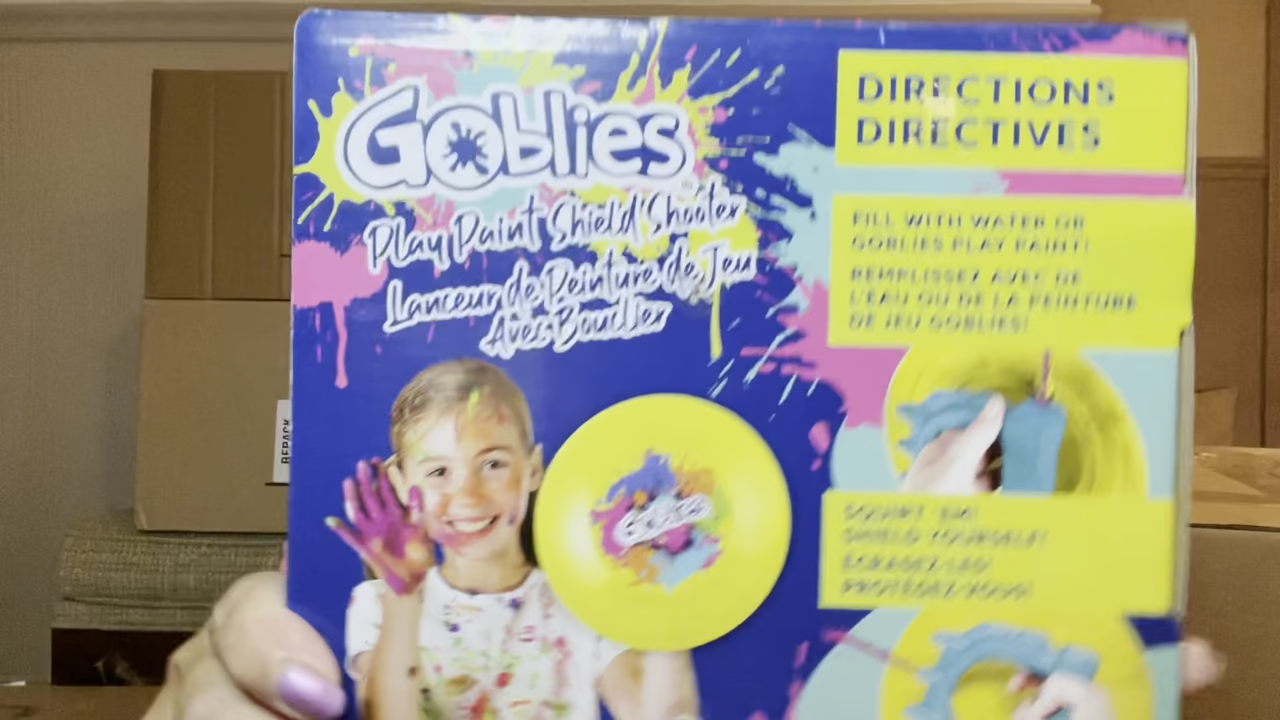 Goblies
Play Paint Shield Shooter
Lanceur de Peinture de Jeu
Avec Bouclier
DIRECTIONS
DIRECTIVES
FILL WITH WATER OR
GOBLIES PLAY PAINT!
REMPLISSEZ AVEC DE
L'EAU OU DE LA PEINTURE
DE JEU GOBLIES!
Goblies
SQUIRT 'EM!
SHIELD YOURSELF!
ÉCRASEZ-LES!
PROTÉGEZ-VOUS!
REPACK